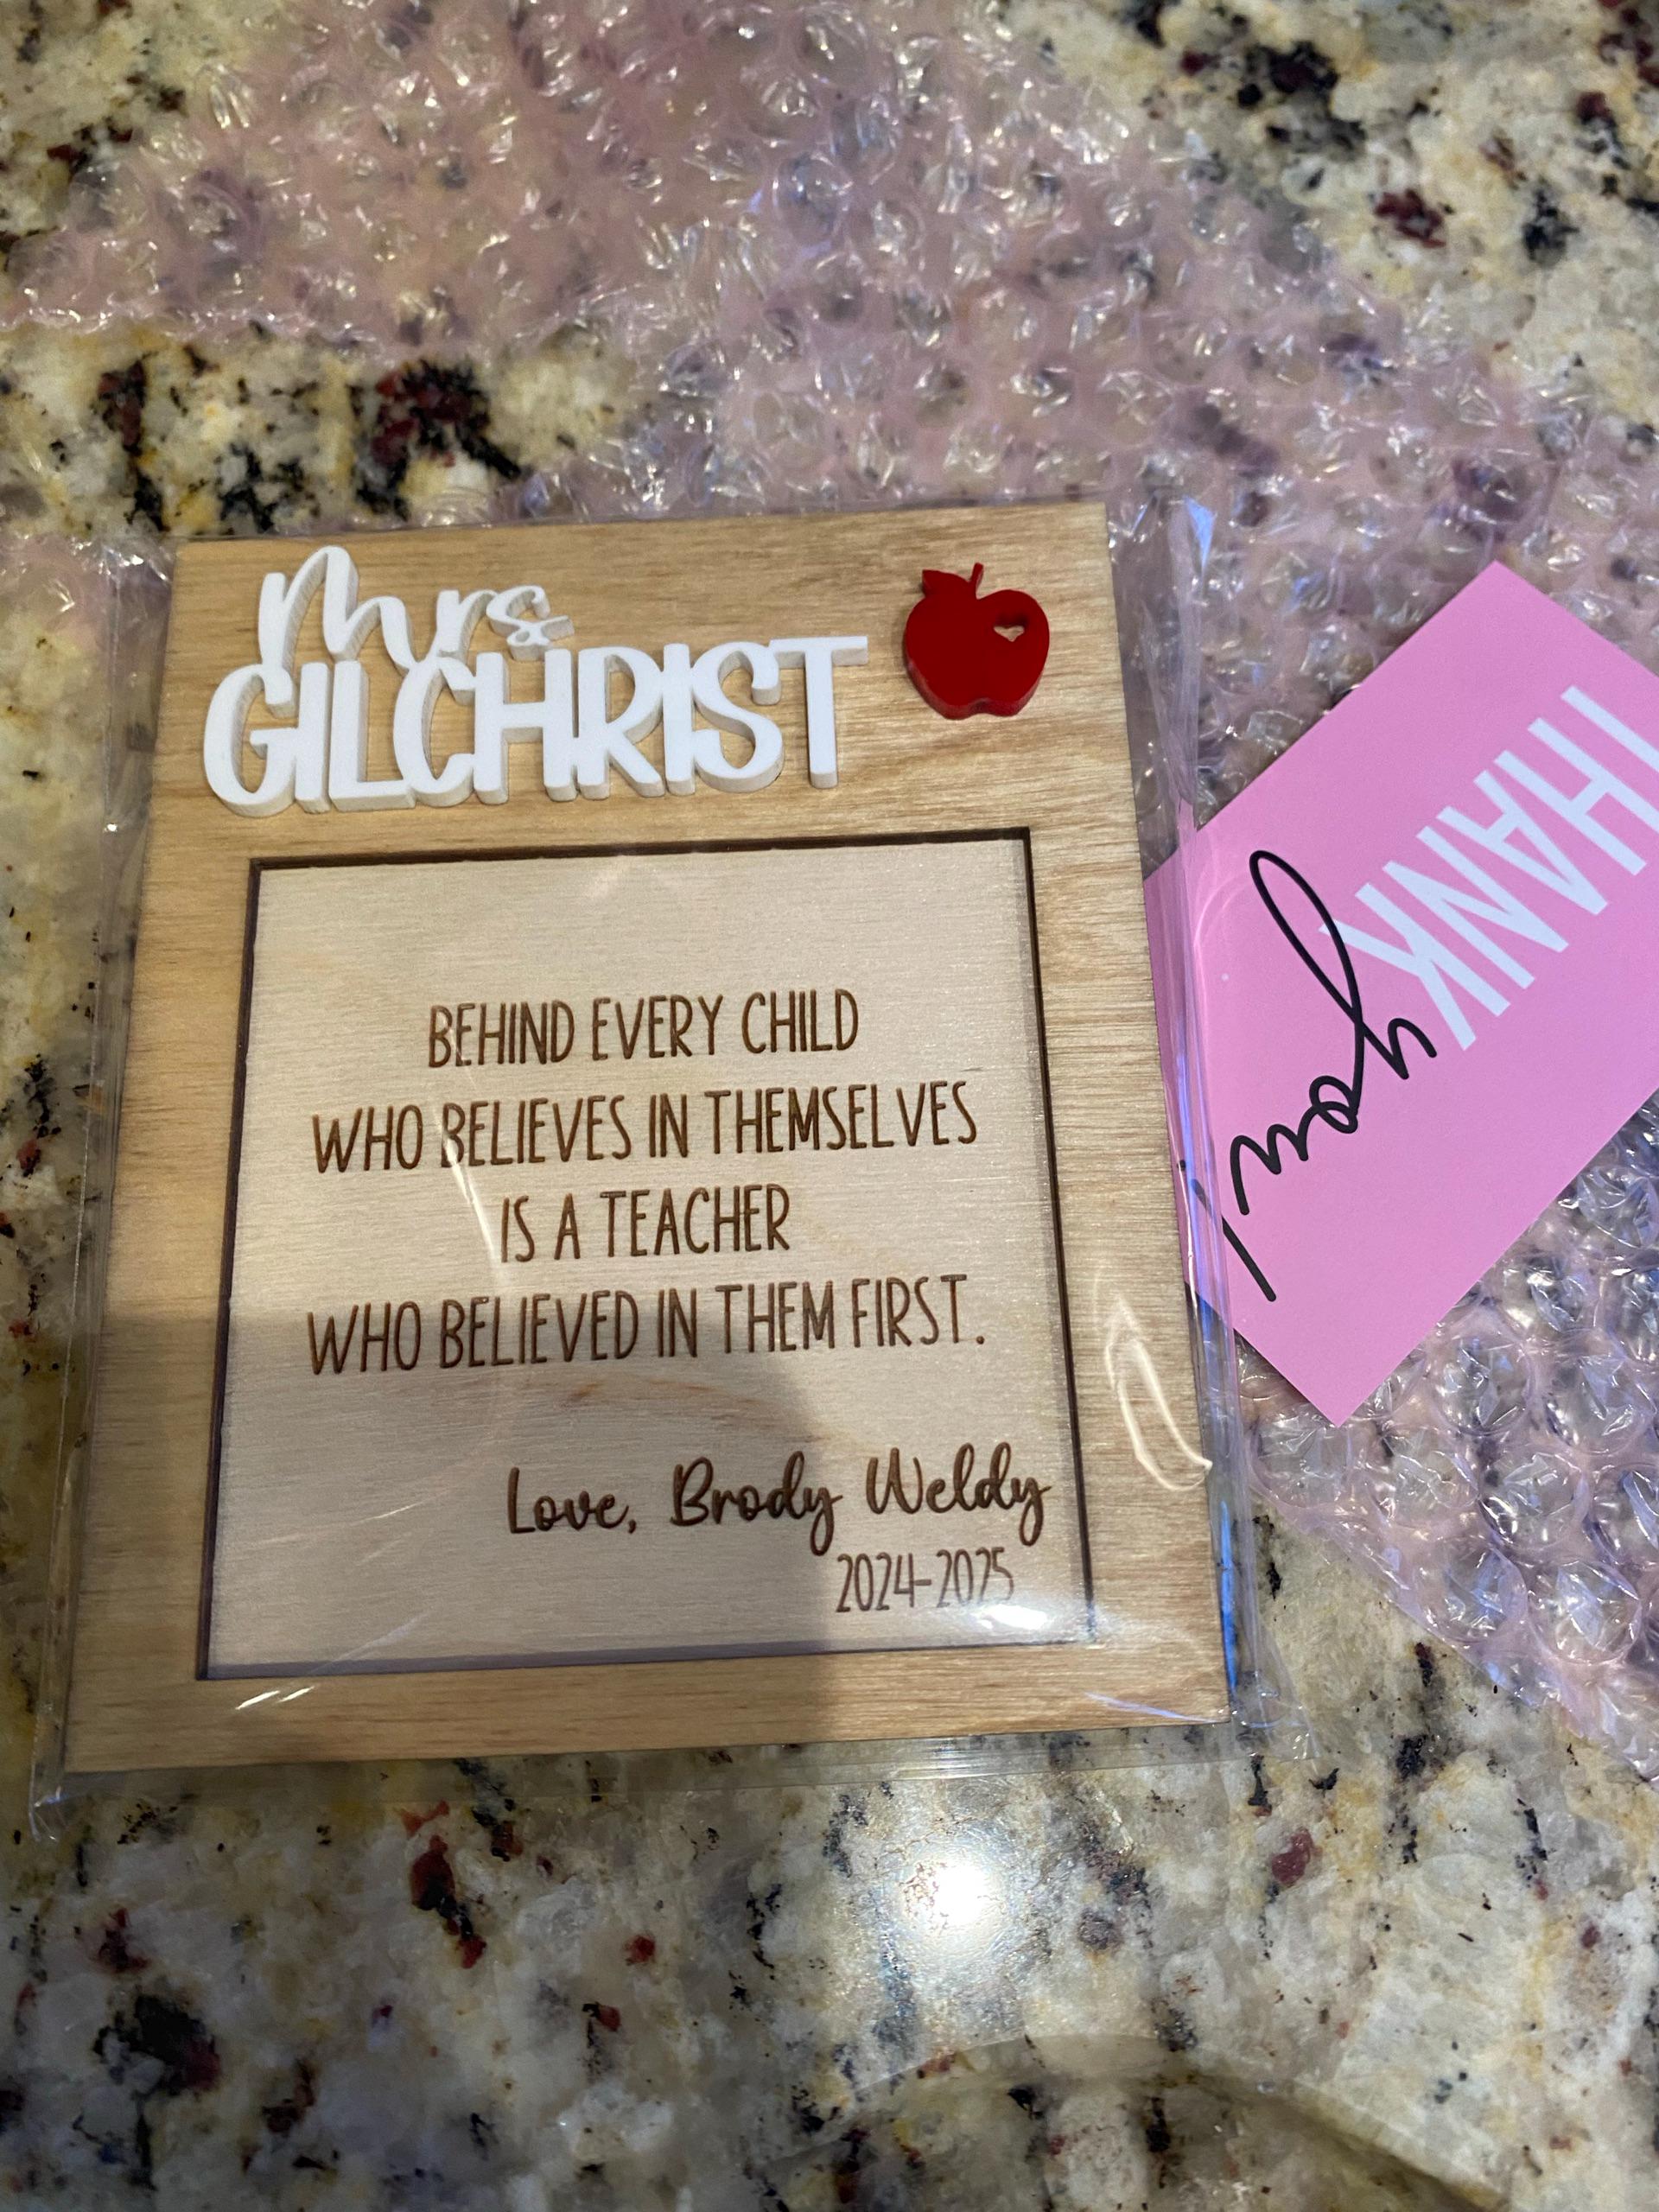 Mrs
GILCHRIST
BEHIND EVERY CHILD
WHO BELIEVES IN THEMSELVES
IS A TEACHER
WHO BELIEVED IN THEM FIRST.
Love, Brody Weldy
2024-2025
THANK
you